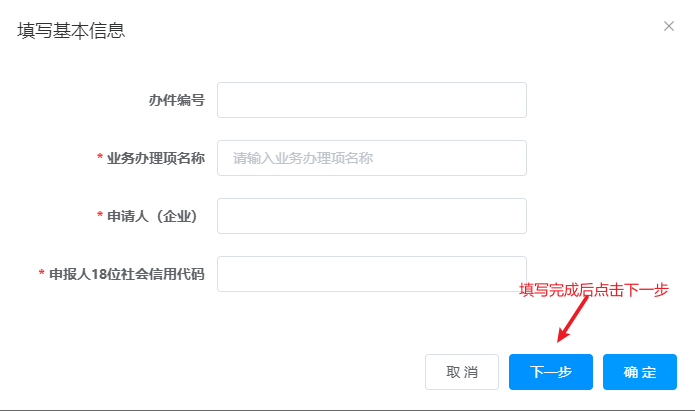 填写基本信息
办件编号
* 业务办理项名称 请输入业务办理项名称
* 申请人（企业）
* 申报人18位社会信用代码
填写完成后点击下一步
取 消 下一步 确 定